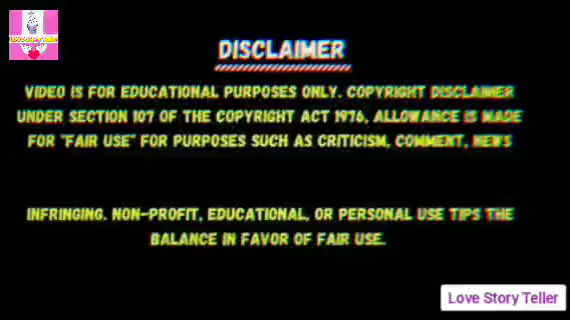 DISCLAIMER
VIDEO IS FOR EDUCATIONAL PURPOSES ONLY. COPYRIGHT DISCLAIMER
UNDER SECTION 107 OF THE COPYRIGHT ACT 1976, ALLOWANCE IS MADE
FOR "FAIR USE" FOR PURPOSES SUCH AS CRITICISM, COMMENT, NEWS
INFRINGING. NON-PROFIT, EDUCATIONAL, OR PERSONAL USE TIPS THE
BALANCE IN FAVOR OF FAIR USE.
Love Story Teller